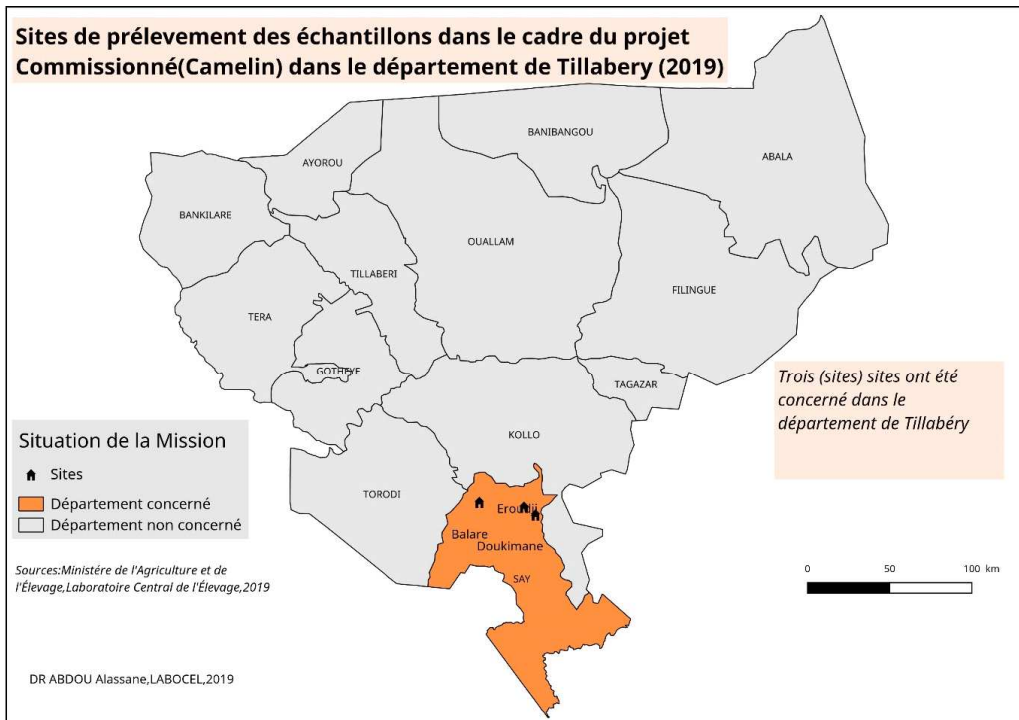 Sites de prélevement des échantillons dans le cadre du projet
Commissionné(Camelin) dans le département de Tillabery (2019)
BANIBANGOU
ABALA
AYOROU
BANKILARE
OUALLAM
TILLABERI
FILINGUE
TERA
GOTHEYE
TAGAZAR
Trois (sites) sites ont été
concerné dans le
département de Tillabéry
KOLLO
Situation de la Mission
Sites
Département concerné
Département non concerné
TORODI
Eroudji
Balare
Doukimane
SAY
Sources:Ministére de l'Agriculture et de
l'Élevage,Laboratoire Central de l'Élevage,2019
0 50 100 km
DR ABDOU Alassane,LABOCEL,2019